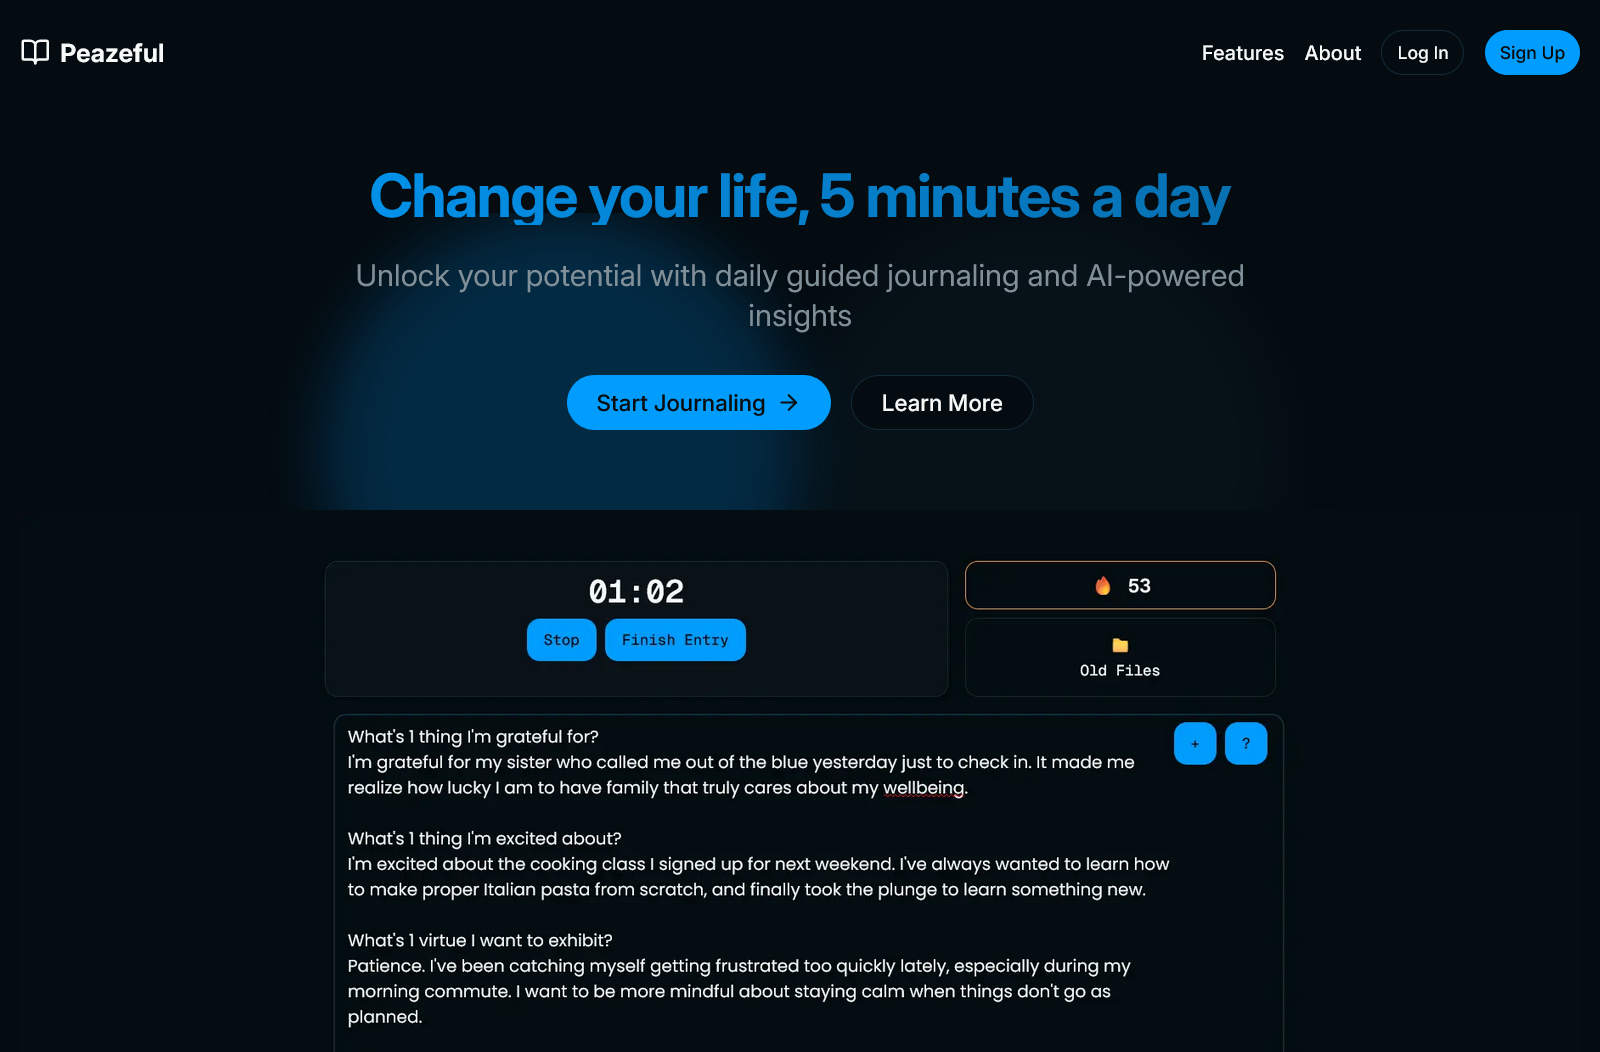 Peazeful
Features About Log In Sign Up
Change your life, 5 minutes a day
Unlock your potential with daily guided journaling and AI-powered
insights
Start Journaling →
Learn More
01:02
Stop
Finish Entry
53
Old Files
+ ?
What's 1 thing I'm grateful for?
I'm grateful for my sister who called me out of the blue yesterday just to check in. It made me
realize how lucky I am to have family that truly cares about my wellbeing.
What's 1 thing I'm excited about?
I'm excited about the cooking class I signed up for next weekend. I've always wanted to learn how
to make proper Italian pasta from scratch, and finally took the plunge to learn something new.
What's 1 virtue I want to exhibit?
Patience. I've been catching myself getting frustrated too quickly lately, especially during my
morning commute. I want to be more mindful about staying calm when things don't go as
planned.